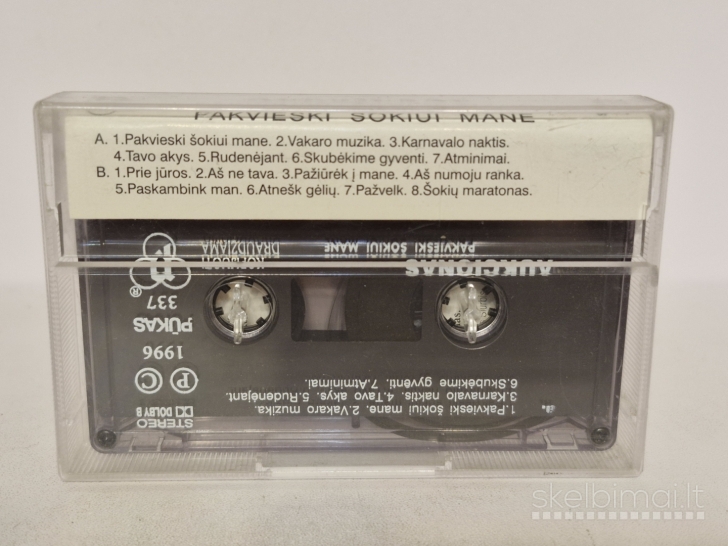 PAKVIESKI ŠOKIUI MANE
A. 1.Pakvieski šokiui mane. 2.Vakaro muzika. 3.Karnavalo naktis.
4.Tavo akys. 5.Rudenėjant. 6.Skubėkime gyventi. 7.Atminimai.
B. 1.Prie jūros. 2.Aš ne tava. 3.Pažiūrėk į mane. 4.Aš numoju ranka.
5.Paskambink man. 6.Atnešk gėlių. 7.Pažvelk. 8.Šokių maratonas.
AUKCIONAS
PAKVIESKI ŠOKIUI MANE
KOPIJUOTI
DRAUDŽIAMA
®
337
PŪKAS
1996
P C
STEREO
DOLBY B
a.
1.Pakvieski šokiui mane. 2.Vakaro muzika.
3.Karnavalo naktis. 4.Tavo akys. 5.Rudenėjant.
6.Skubėkime gyventi. 7.Atminimai.
skelbimai.lt